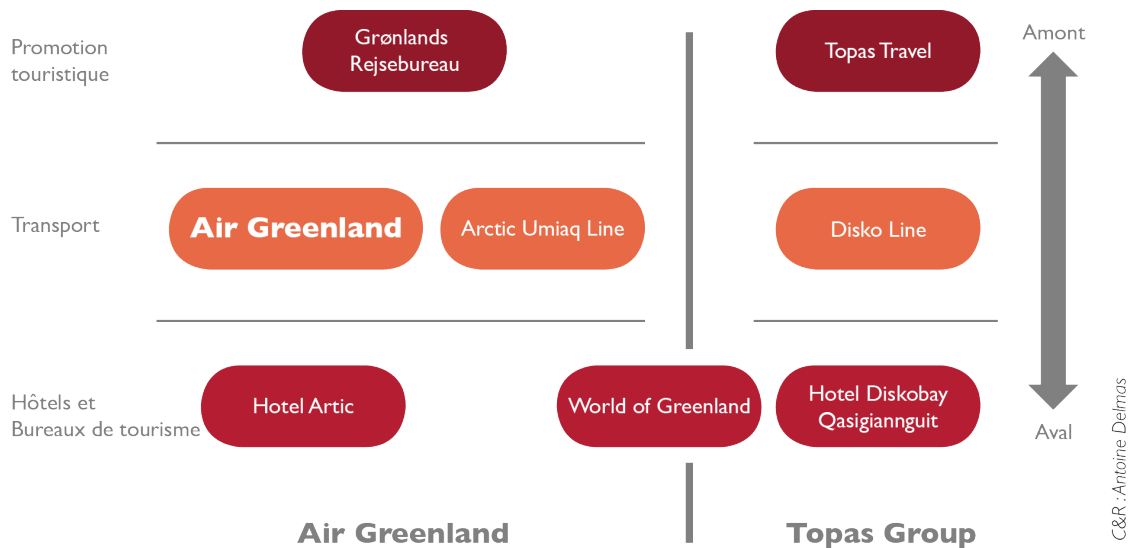 Promotion
touristique
Grønlands
Rejsebureau
Topas Travel
Amont
Transport
Air Greenland
Arctic Umiaq Line
Disko Line
Hôtels et
Bureaux de tourisme
Hotel Artic
World of Greenland
Hotel Diskobay
Qasigiannguit
Aval
Air Greenland
Topas Group
C&R : Antoine Delmas